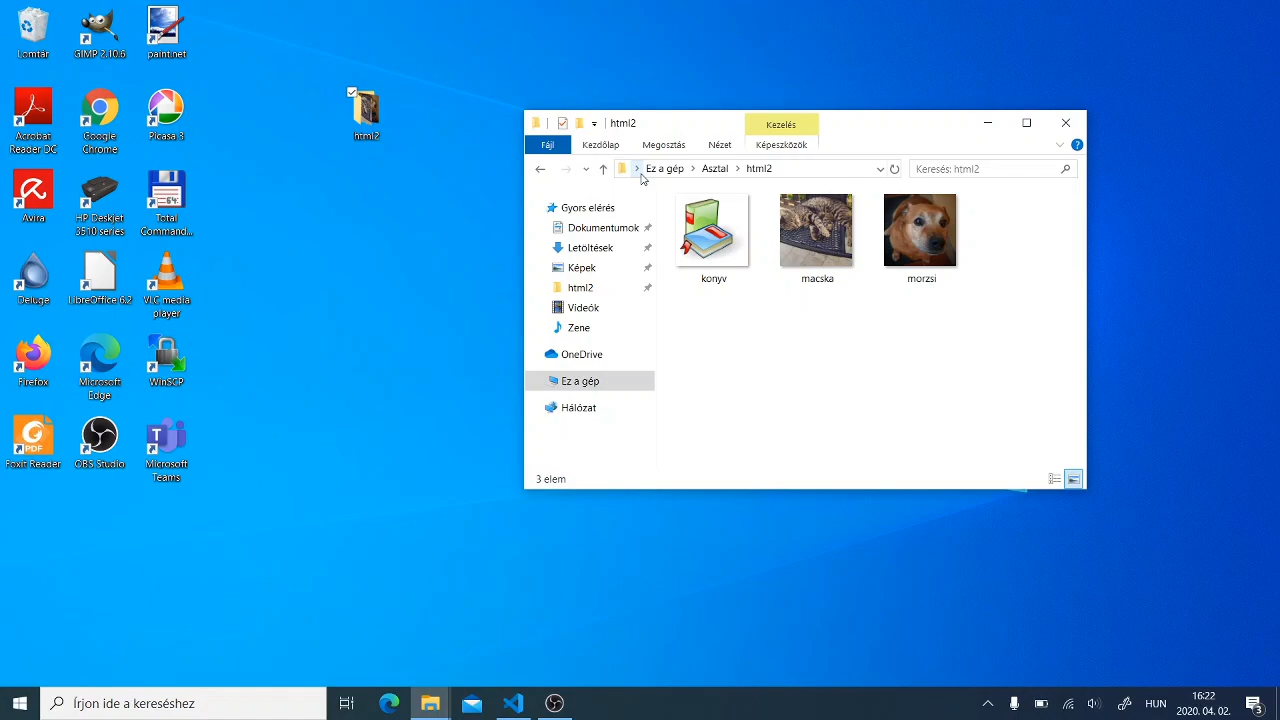 Lomtár
GIMP 2.10.6
paint.net
Acrobat
Reader DC
Google
Chrome
Picasa 3
Avira
HP Deskjet
3510 series
Total
Command...
64:
Deluge
LibreOffice 6.2
VLC media
player
Firefox
Microsoft
Edge
WinSCP
PDF
Foxit Reader
OBS Studio
Microsoft
Teams
html2
html2
Kezelés
Fájl
Kezdőlap
Megosztás
Nézet
Képeszközök
Ez a gép
Asztal
html2
Keresés: html2
Gyors elérés
Dokumentumok
Letöltések
Képek
html2
Videók
Zene
OneDrive
Ez a gép
Hálózat
konyv
macska
morzsi
3 elem
Írjon ide a kereséshez
HUN
16:22
2020. 04. 02.
3